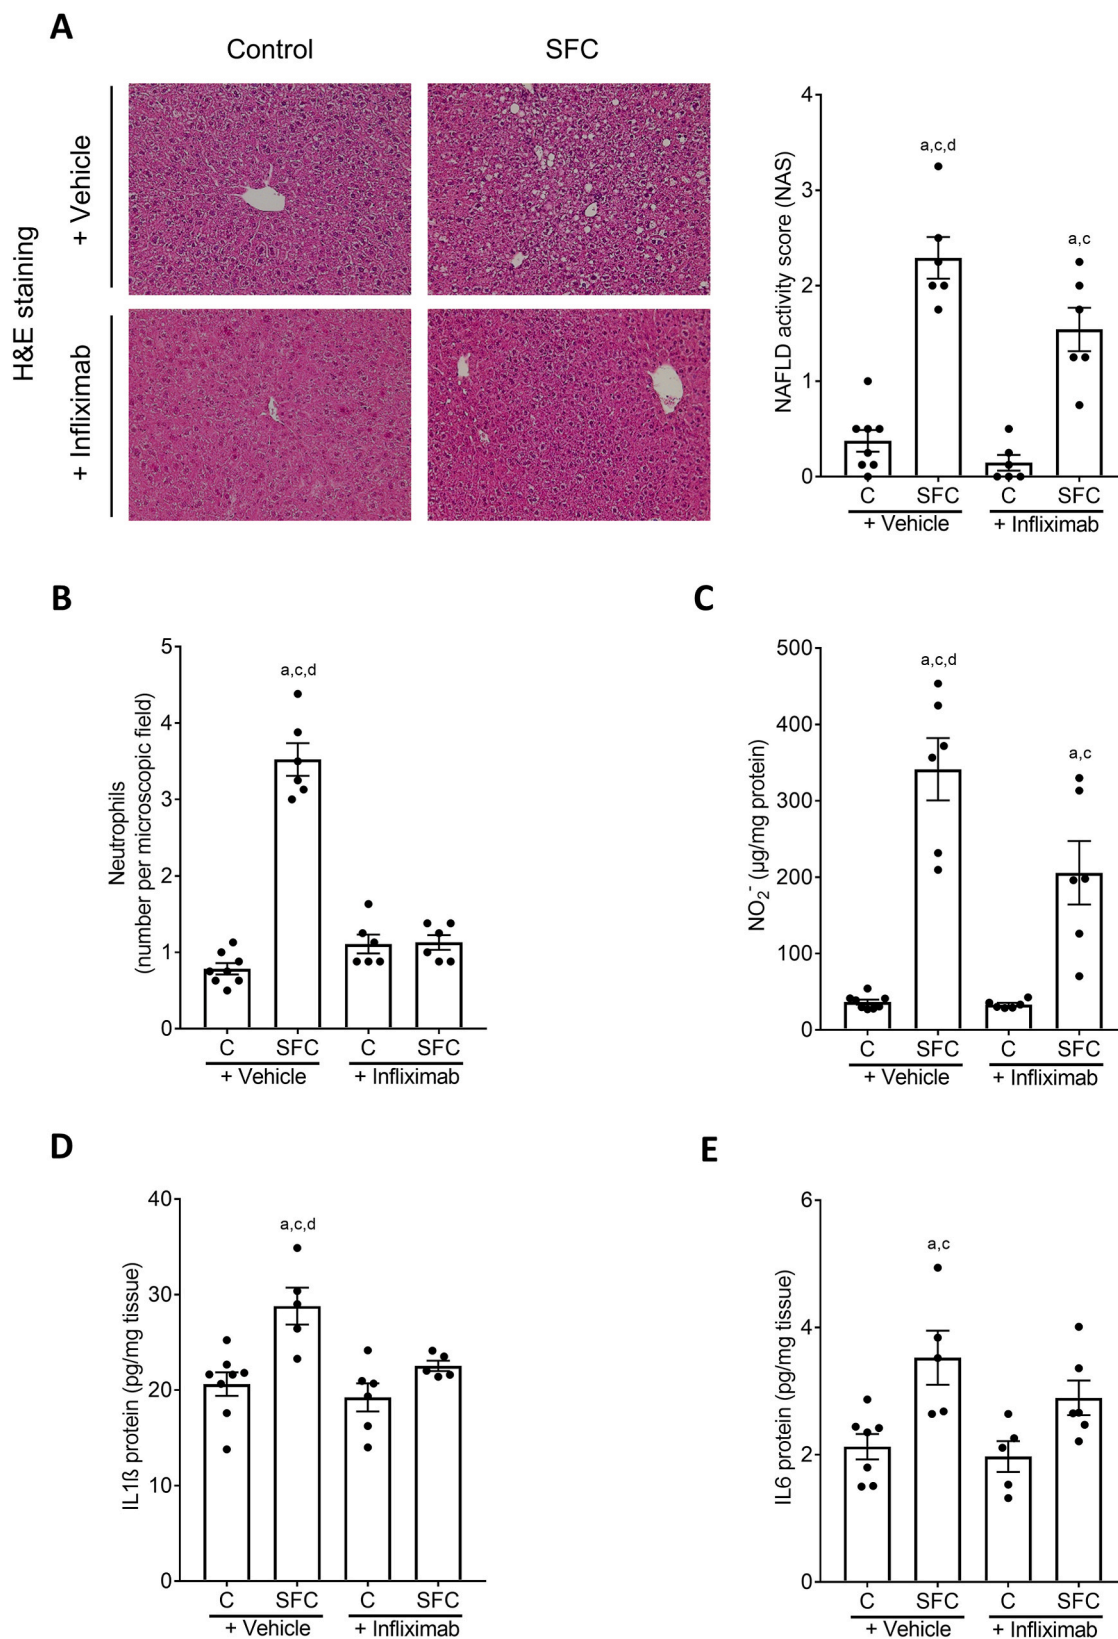 A
Control
SFC
H&E staining
+ Vehicle
+ Infliximab
NAFLD activity score (NAS)
4
3
2
1
0
a,c,d
a,c
C SFC C SFC
+ Vehicle + Infliximab
B
Neutrophils
(number per microscopic field)
5
4
3
2
1
0
a,c,d
C SFC C SFC
+ Vehicle + Infliximab
C
NO₂⁻ (µg/mg protein)
500
400
300
200
100
0
a,c,d
a,c
C SFC C SFC
+ Vehicle + Infliximab
D
IL1ß protein (pg/mg tissue)
40
30
20
10
0
a,c,d
C SFC C SFC
+ Vehicle + Infliximab
E
IL6 protein (pg/mg tissue)
6
4
2
0
a,c
C SFC C SFC
+ Vehicle + Infliximab